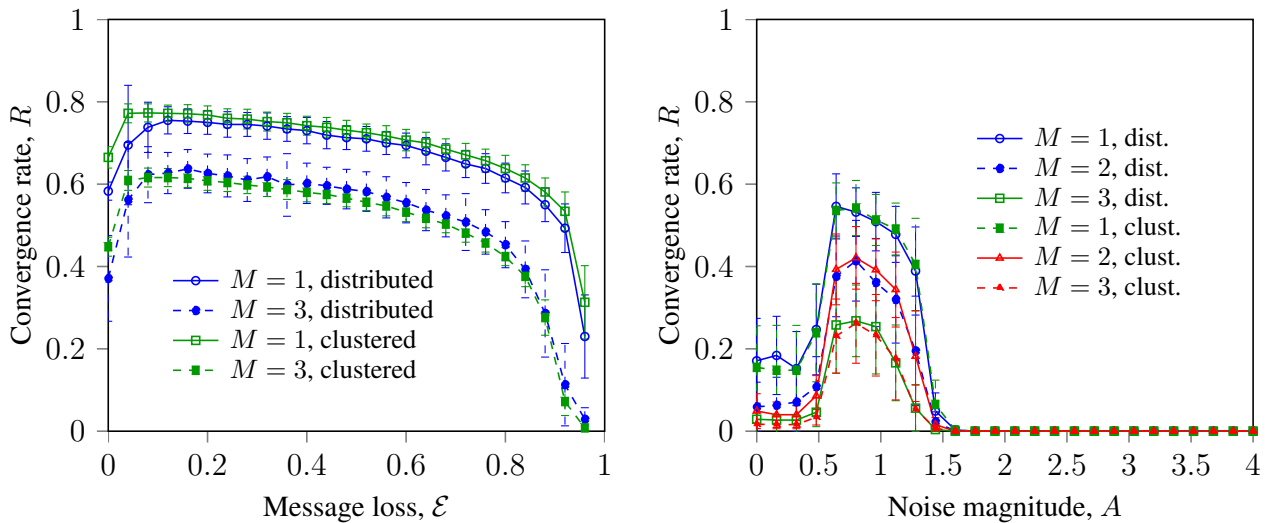 Convergence rate, R
1
0.8
0.6
0.4
0.2
0
0 0.2 0.4 0.6 0.8 1
Message loss, ℰ
M = 1, distributed
M = 3, distributed
M = 1, clustered
M = 3, clustered
Convergence rate, R
1
0.8
0.6
0.4
0.2
0
0 0.5 1 1.5 2 2.5 3 3.5 4
Noise magnitude, A
M = 1, dist.
M = 2, dist.
M = 3, dist.
M = 1, clust.
M = 2, clust.
M = 3, clust.